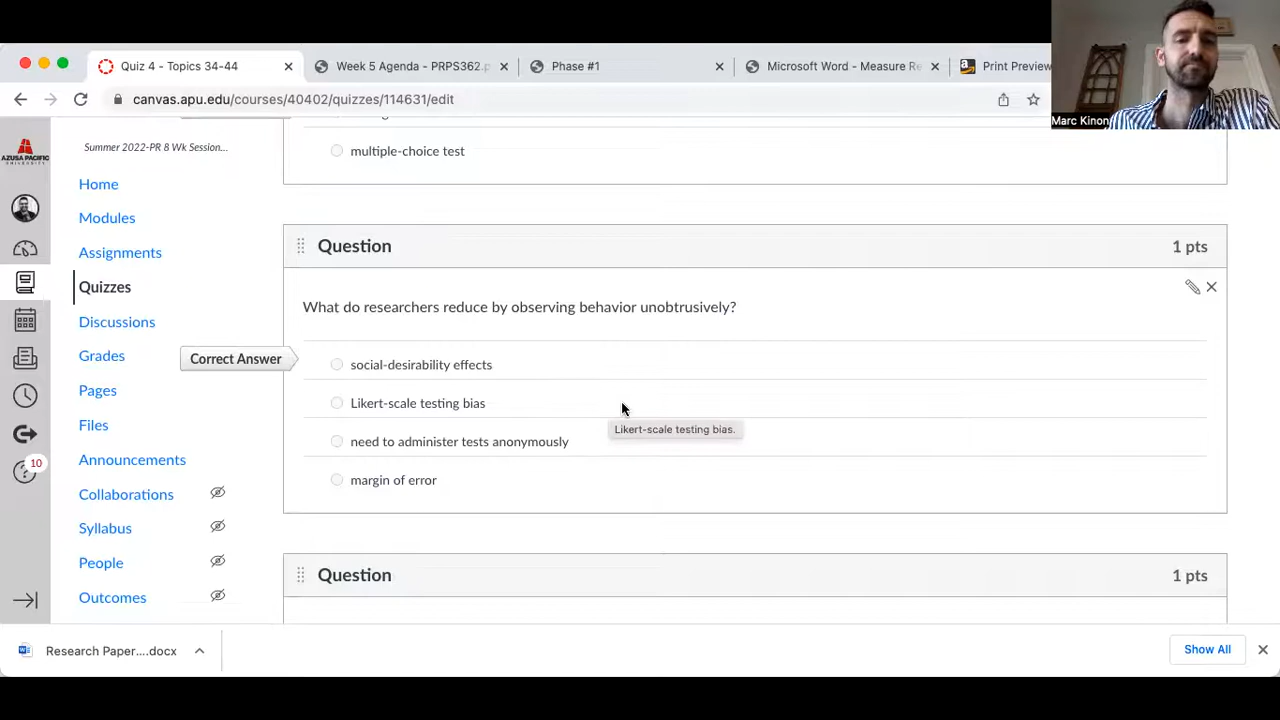 Quiz 4 - Topics 34-44
Week 5 Agenda - PRPS362.p
Phase #1
Microsoft Word - Measure Re
Print Preview
canvas.apu.edu/courses/40402/quizzes/114631/edit
Marc Kinon
AZUSA PACIFIC
UNIVERSITY
10
Summer 2022-PR 8 Wk Session...
Home
Modules
Assignments
Quizzes
Discussions
Grades
Pages
Files
Announcements
Collaborations
Syllabus
People
Outcomes
multiple-choice test
Question
1 pts
What do researchers reduce by observing behavior unobtrusively?
Correct Answer
social-desirability effects
Likert-scale testing bias
Likert-scale testing bias.
need to administer tests anonymously
margin of error
Question
1 pts
Research Paper....docx
Show All